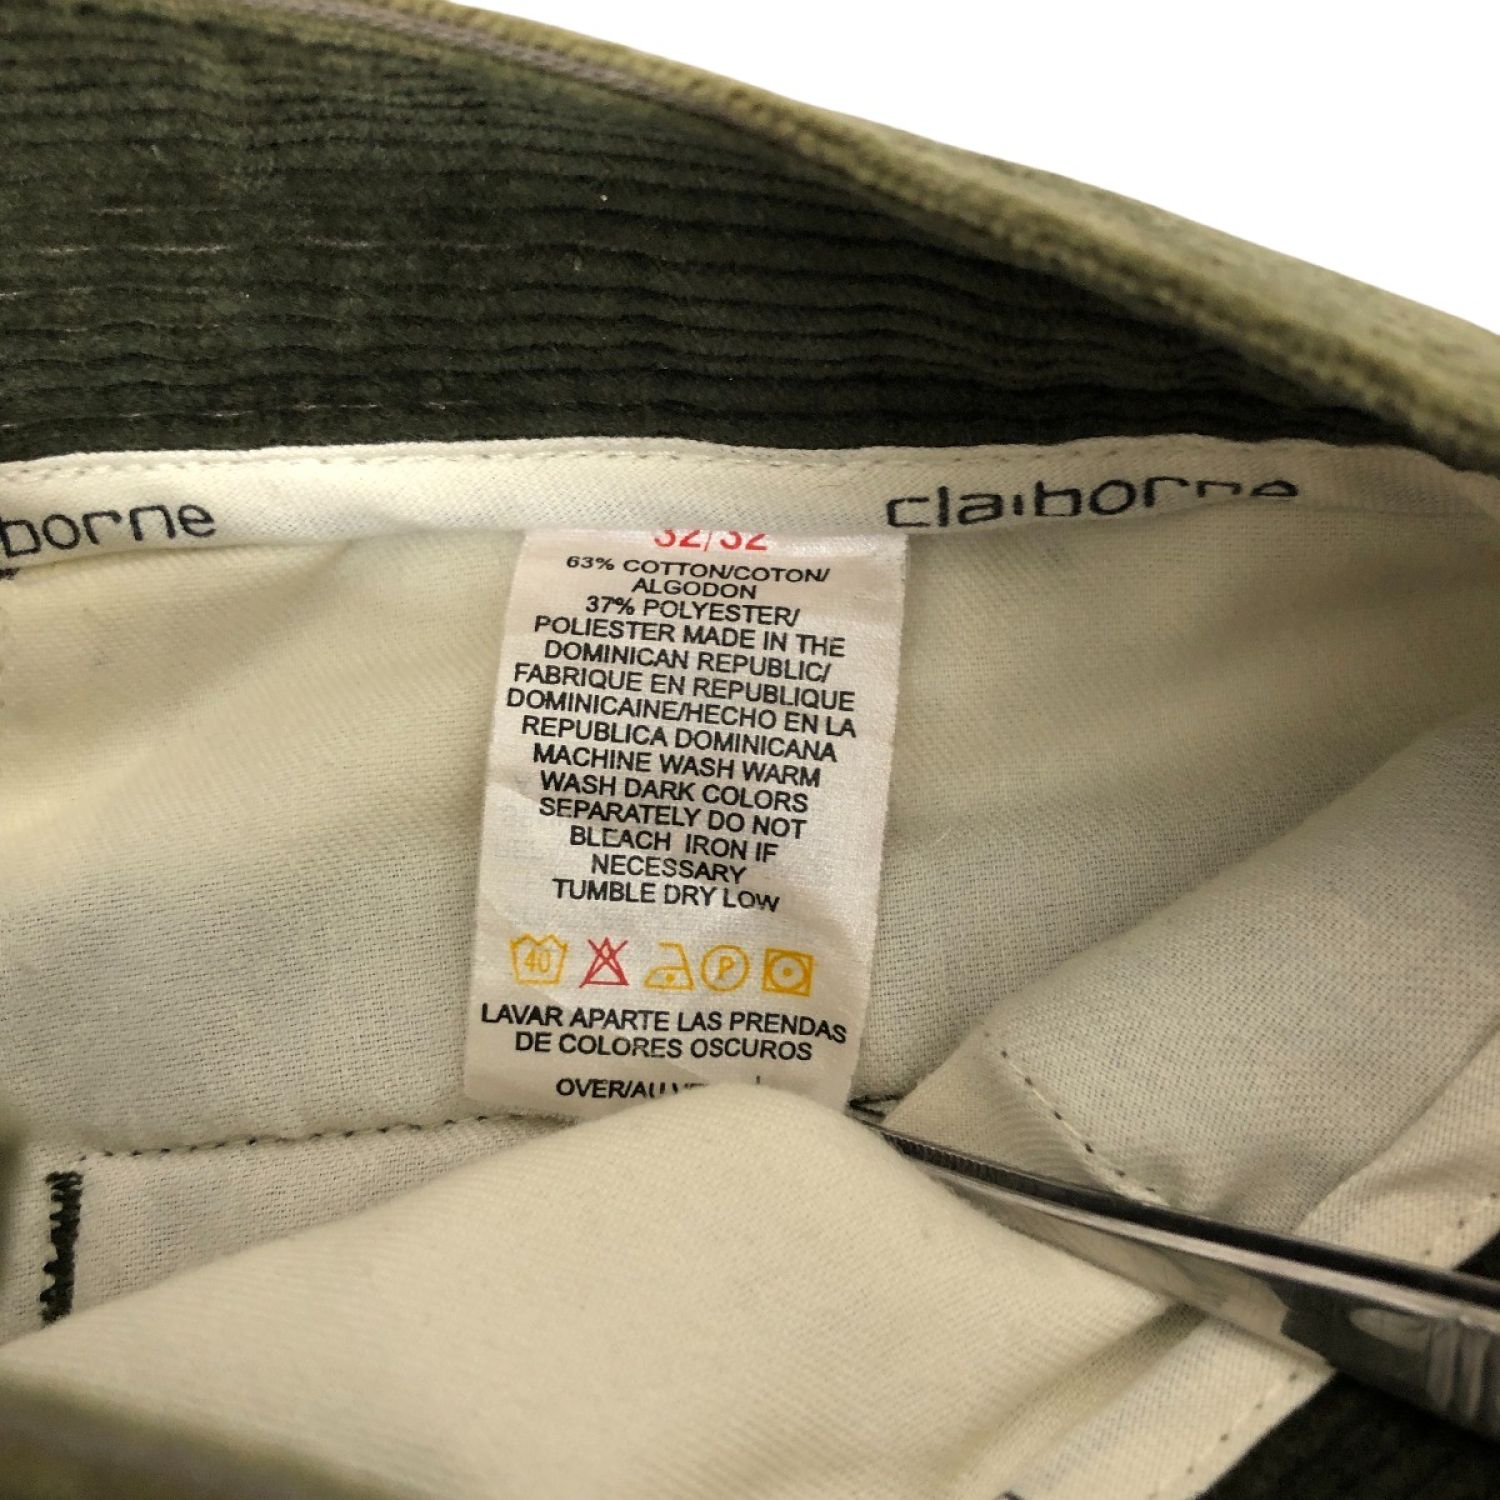 borne
claiborne
32/32
63% COTTON/COTON/
ALGODON
37% POLYESTER/
POLIESTER MADE IN THE
DOMINICAN REPUBLIC/
FABRIQUE EN REPUBLIQUE
DOMINICAINE/HECHO EN LA
REPUBLICA DOMINICANA
MACHINE WASH WARM
WASH DARK COLORS
SEPARATELY DO NOT
BLEACH IRON IF
NECESSARY
TUMBLE DRY LOW
40 P
LAVAR APARTE LAS PRENDAS
DE COLORES OSCUROS
OVER/AU